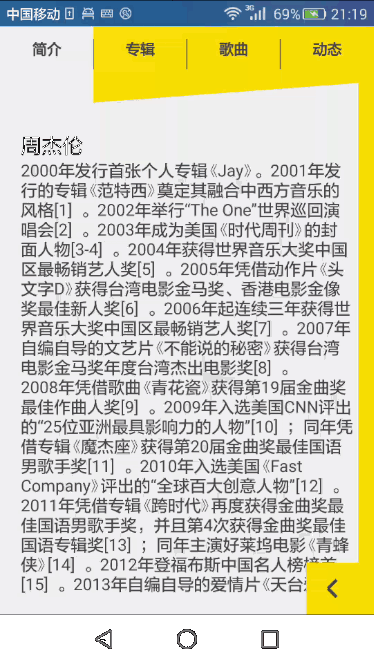 中国移动 3G 69% 21:19
简介 专辑 歌曲 动态
周杰伦
2000年发行首张个人专辑《Jay》。2001年发
行的专辑《范特西》奠定其融合中西方音乐的
风格[1] 。2002年举行“The One”世界巡回演
唱会[2] 。2003年成为美国《时代周刊》的封
面人物[3-4] 。2004年获得世界音乐大奖中国
区最畅销艺人奖[5] 。2005年凭借动作片《头
文字D》获得台湾电影金马奖、香港电影金像
奖最佳新人奖[6] 。2006年起连续三年获得世
界音乐大奖中国区最畅销艺人奖[7] 。2007年
自编自导的文艺片《不能说的秘密》获得台湾
电影金马奖年度台湾杰出电影奖[8] 。
2008年凭借歌曲《青花瓷》获得第19届金曲奖
最佳作曲人奖[9] 。2009年入选美国CNN评出
的“25位亚洲最具影响力的人物”[10] ；同年凭
借专辑《魔杰座》获得第20届金曲奖最佳国语
男歌手奖[11] 。2010年入选美国《Fast
Company》评出的“全球百大创意人物”[12] 。
2011年凭借专辑《跨时代》再度获得金曲奖最
佳国语男歌手奖，并且第4次获得金曲奖最佳
国语专辑奖[13] ；同年主演好莱坞电影《青蜂
侠》[14] 。2012年登福布斯中国名人榜榜首
[15] 。2013年自编自导的爱情片《天台